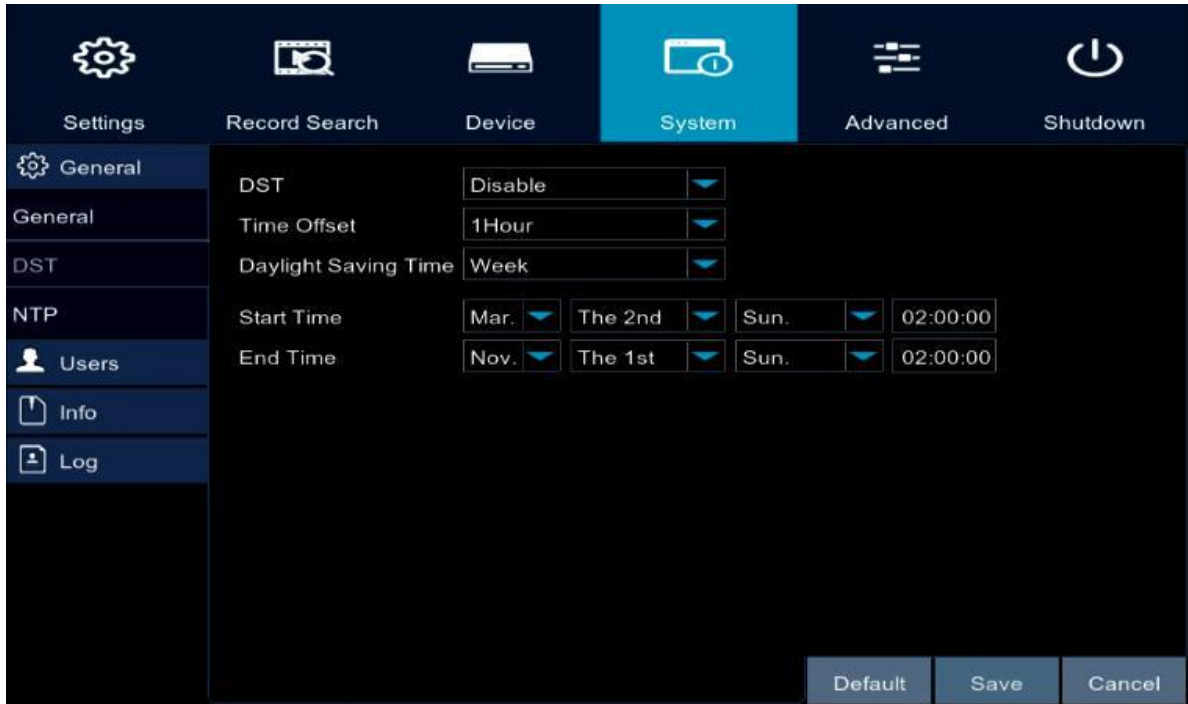 Settings Record Search Device System Advanced Shutdown
General
General
DST
NTP
Users
Info
Log
DST Disable
Time Offset 1Hour
Daylight Saving Time Week
Start Time Mar. The 2nd Sun. 02:00:00
End Time Nov. The 1st Sun. 02:00:00
Default Save Cancel